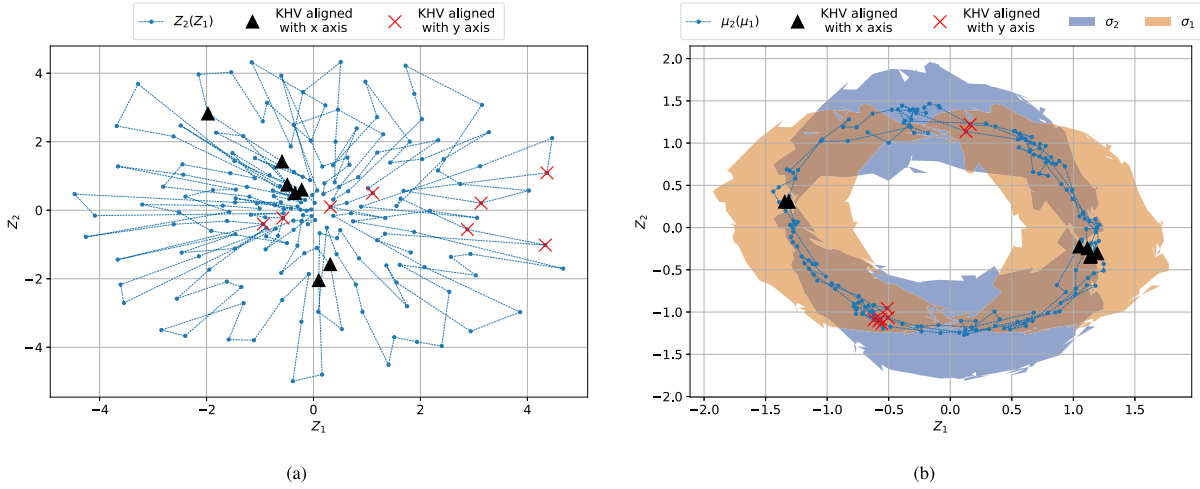 Z₂(Z₁)
KHV aligned
with x axis
KHV aligned
with y axis
4
2
0
−2
−4
Z₂
−4
−2
0
2
4
Z₁
(a)
μ₂(μ₁)
KHV aligned
with x axis
KHV aligned
with y axis
σ₂
σ₁
2.0
1.5
1.0
0.5
0.0
−0.5
−1.0
−1.5
−2.0
Z₂
−2.0
−1.5
−1.0
−0.5
0.0
0.5
1.0
1.5
Z₁
(b)